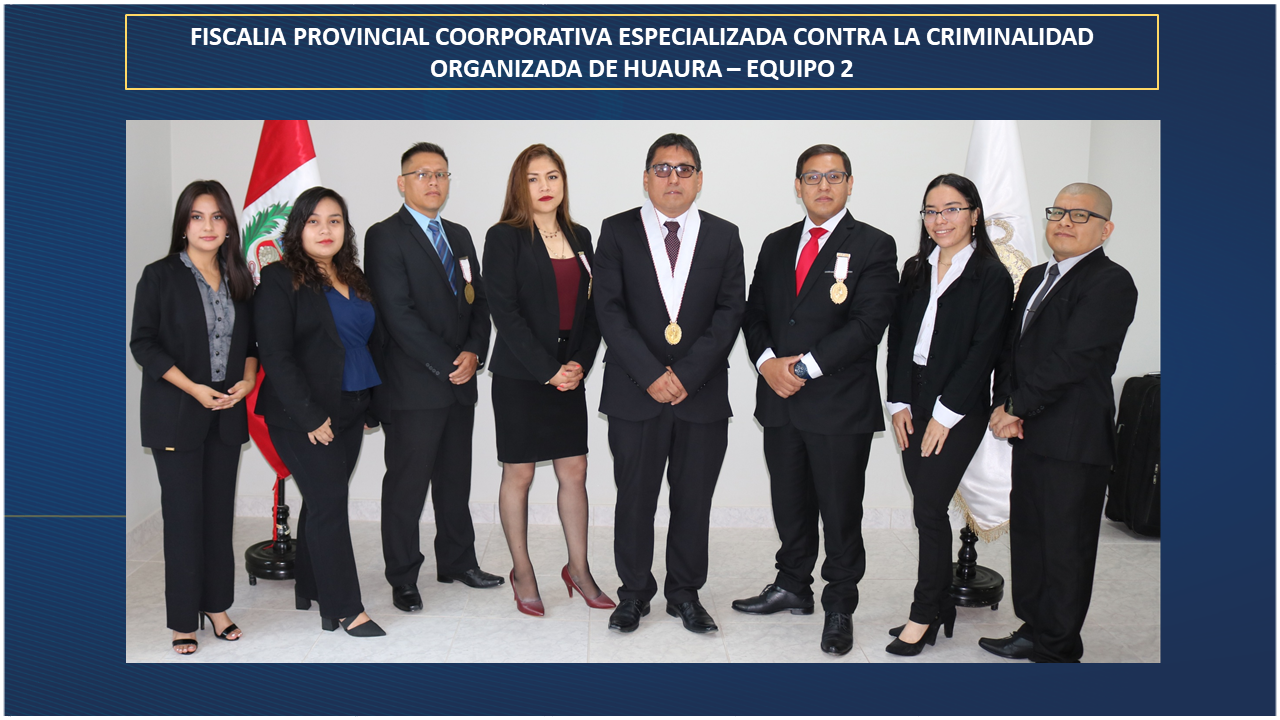 FISCALIA PROVINCIAL COORPORATIVA ESPECIALIZADA CONTRA LA CRIMINALIDAD
ORGANIZADA DE HUAURA – EQUIPO 2